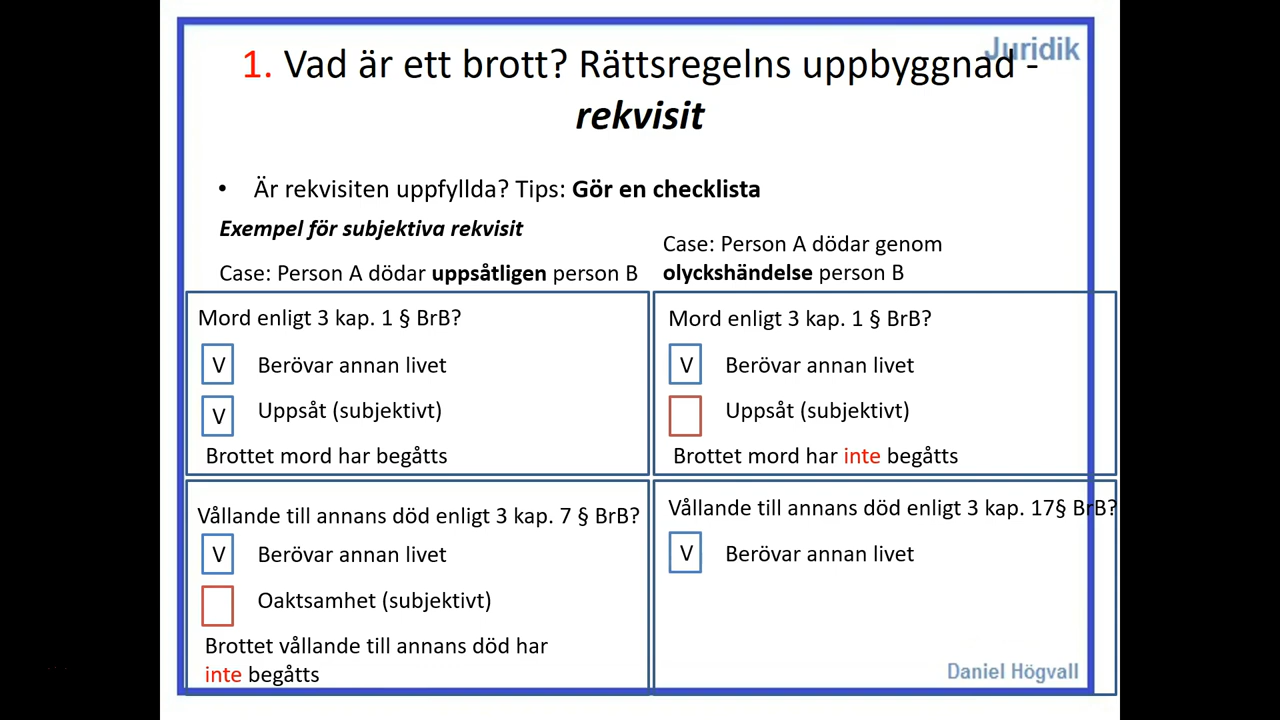 Juridik
1. Vad är ett brott? Rättsregelns uppbyggnad -
rekvisit
• Är rekvisiten uppfyllda? Tips: Gör en checklista
Exempel för subjektiva rekvisit
Case: Person A dödar uppsåtligen person B
Case: Person A dödar genom
olyckshändelse person B
Mord enligt 3 kap. 1 § BrB?
V Berövar annan livet
V Uppsåt (subjektivt)
Brottet mord har begåtts
Mord enligt 3 kap. 1 § BrB?
V Berövar annan livet
Uppsåt (subjektivt)
Brottet mord har inte begåtts
Vållande till annans död enligt 3 kap. 7 § BrB?
V Berövar annan livet
Oaktsamhet (subjektivt)
Brottet vållande till annans död har
inte begåtts
Vållande till annans död enligt 3 kap. 17§ BrB?
V Berövar annan livet
Daniel Högvall